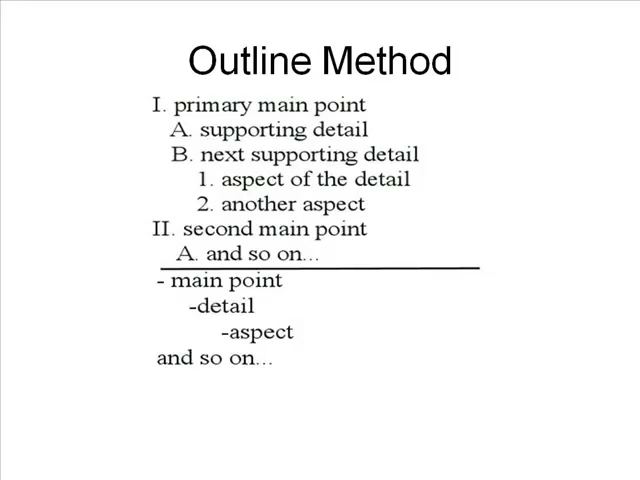 Outline Method
I. primary main point
A. supporting detail
B. next supporting detail
1. aspect of the detail
2. another aspect
II. second main point
A. and so on...
- main point
-detail
-aspect
and so on...